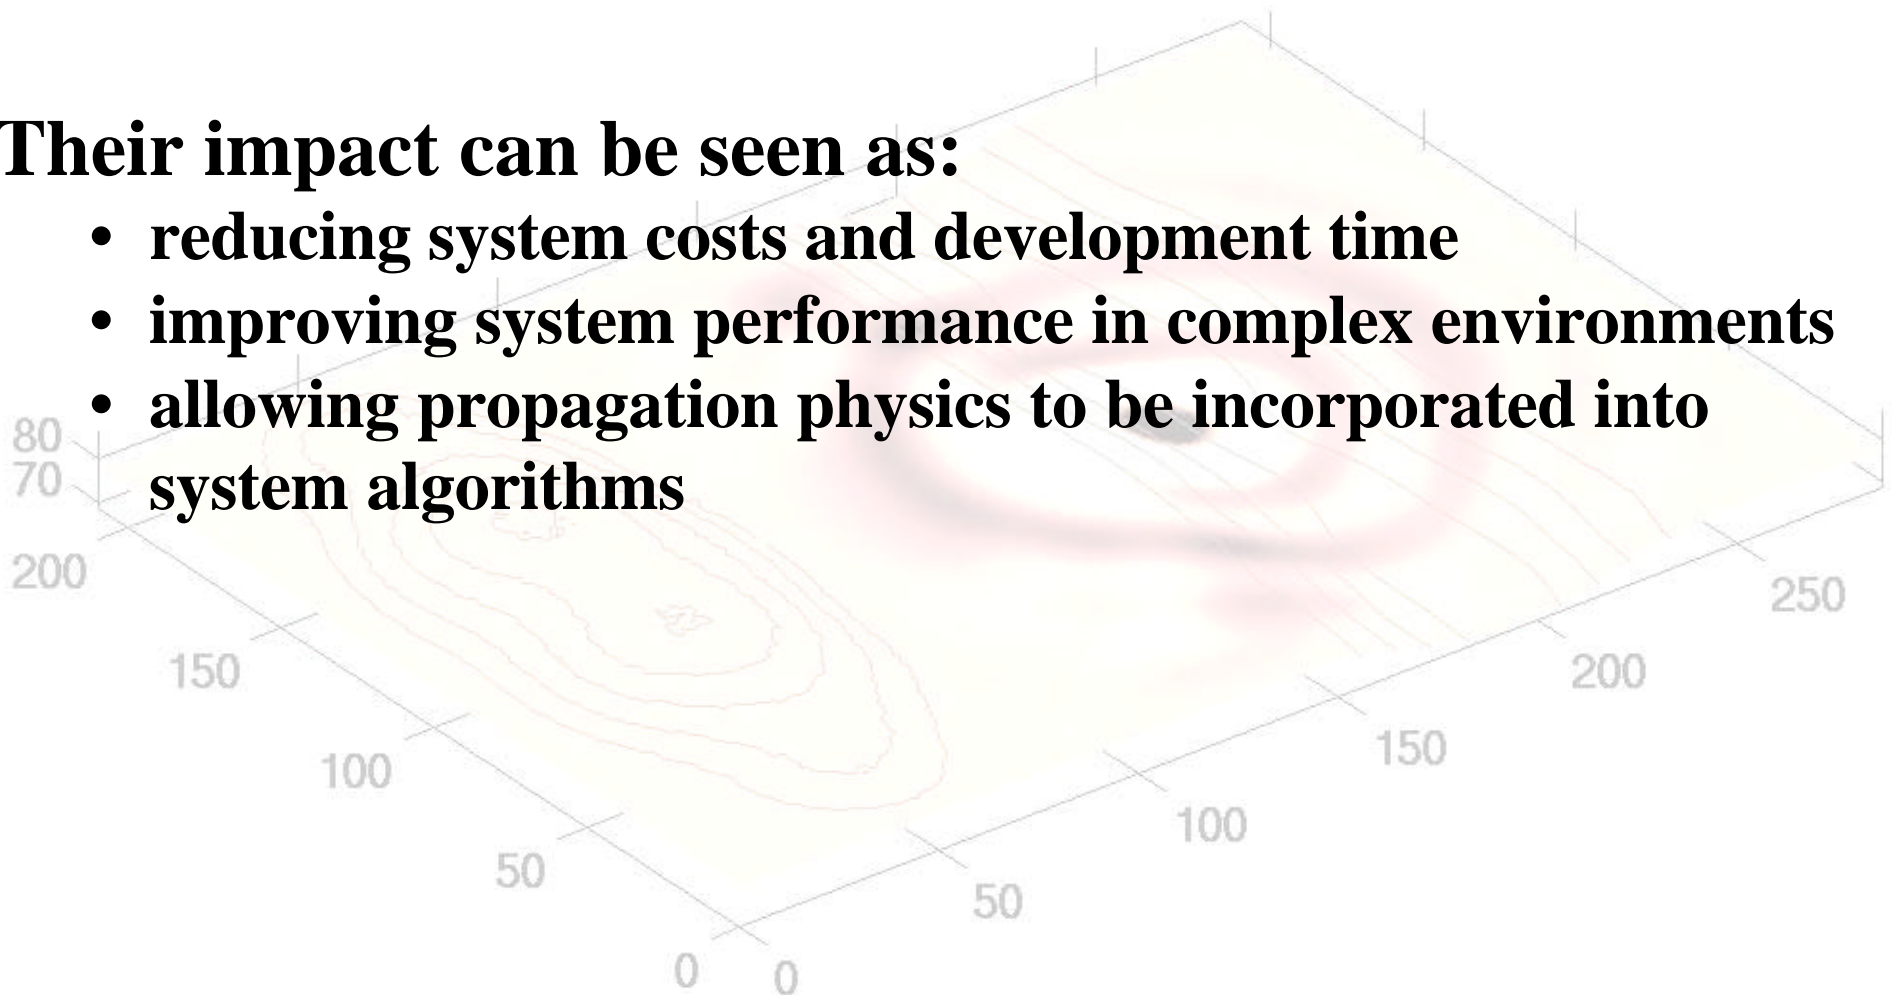 Their impact can be seen as:
• reducing system costs and development time
• improving system performance in complex environments
• allowing propagation physics to be incorporated into
system algorithms
80
70
200
150
100
50
0
0
50
100
150
200
250